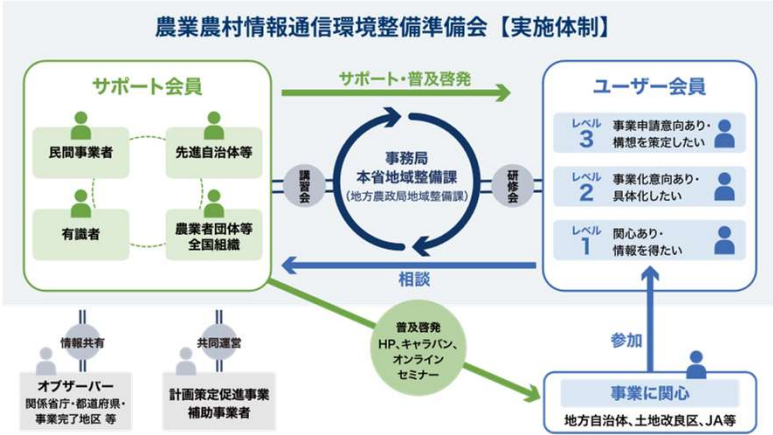 農業農村情報通信環境整備準備会【実施体制】
サポート会員
民間事業者
先進自治体等
有識者
農業者団体等
全国組織
サポート・普及啓発
講習会
事務局
本省地域整備課
(地方農政局地域整備課)
研修会
相談
ユーザー会員
レベル
3
事業申請意向あり・
構想を策定したい
レベル
2
事業化意向あり・
具体化したい
レベル
1
関心あり・
情報を得たい
情報共有
オブザーバー
関係省庁・都道府県・
事業完了地区 等
共同運営
計画策定促進事業
補助事業者
普及啓発
HP、キャラバン、
オンライン
セミナー
参加
事業に関心
地方自治体、土地改良区、JA等